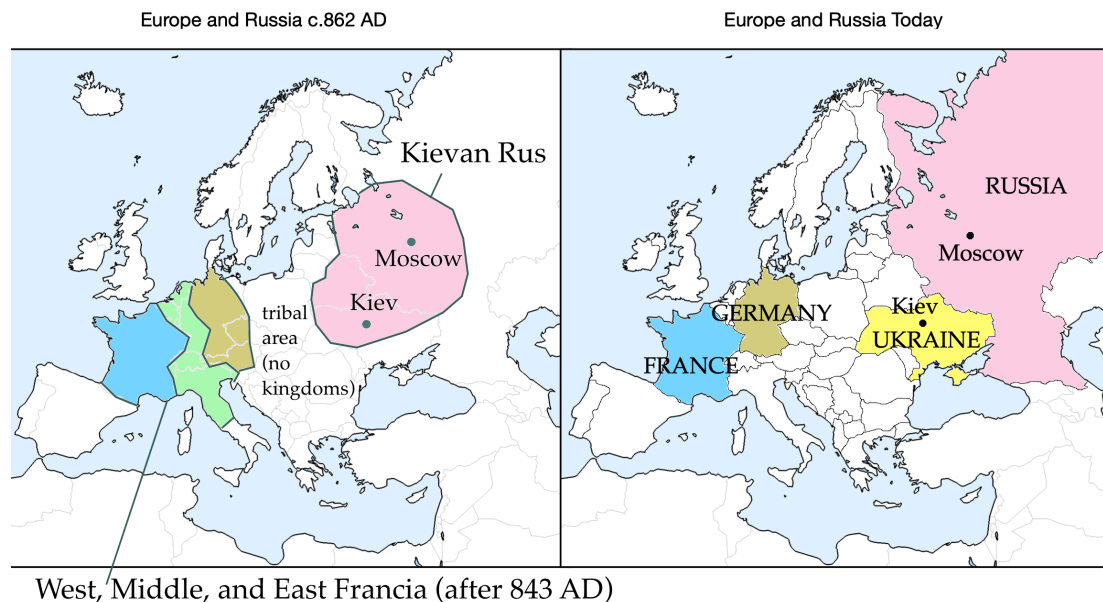 Europe and Russia c.862 AD
Europe and Russia Today
Kievan Rus
Moscow
Kiev
tribal
area
(no
kingdoms)
West, Middle, and East Francia (after 843 AD)
RUSSIA
Moscow
Kiev
GERMANY
UKRAINE
FRANCE